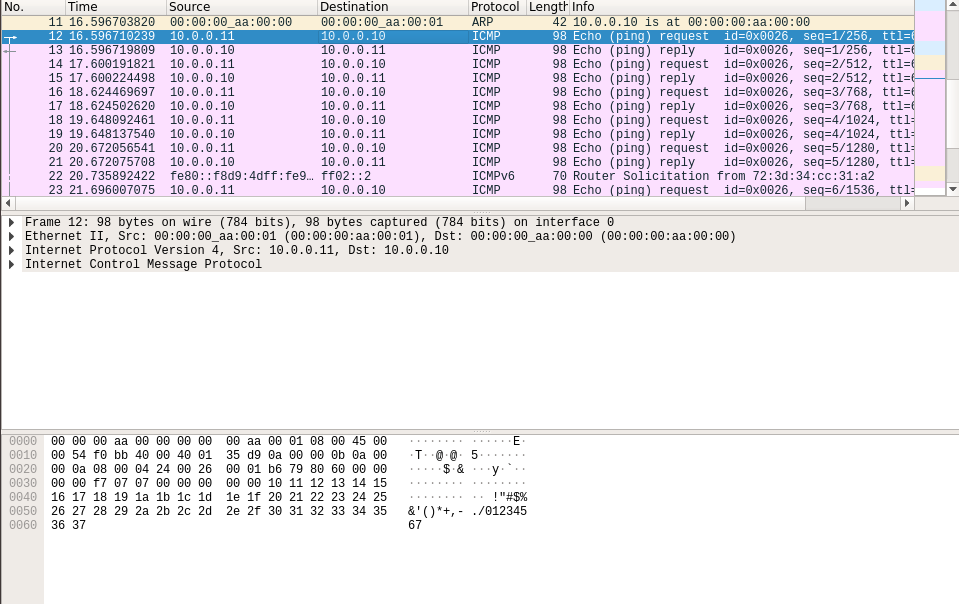 No. Time Source Destination Protocol Length Info
11 16.596703820 00:00:00_aa:00:00 00:00:00_aa:00:01 ARP 42 10.0.0.10 is at 00:00:00:aa:00:00
12 16.596710239 10.0.0.11 10.0.0.10 ICMP 98 Echo (ping) request id=0x0026, seq=1/256, ttl=6
13 16.596719809 10.0.0.10 10.0.0.11 ICMP 98 Echo (ping) reply id=0x0026, seq=1/256, ttl=6
14 17.600191821 10.0.0.11 10.0.0.10 ICMP 98 Echo (ping) request id=0x0026, seq=2/512, ttl=6
15 17.600224498 10.0.0.10 10.0.0.11 ICMP 98 Echo (ping) reply id=0x0026, seq=2/512, ttl=6
16 18.624469697 10.0.0.11 10.0.0.10 ICMP 98 Echo (ping) request id=0x0026, seq=3/768, ttl=6
17 18.624502620 10.0.0.10 10.0.0.11 ICMP 98 Echo (ping) reply id=0x0026, seq=3/768, ttl=6
18 19.648092461 10.0.0.11 10.0.0.10 ICMP 98 Echo (ping) request id=0x0026, seq=4/1024, ttl=
19 19.648137540 10.0.0.10 10.0.0.11 ICMP 98 Echo (ping) reply id=0x0026, seq=4/1024, ttl=
20 20.672056541 10.0.0.11 10.0.0.10 ICMP 98 Echo (ping) request id=0x0026, seq=5/1280, ttl=
21 20.672075708 10.0.0.10 10.0.0.11 ICMP 98 Echo (ping) reply id=0x0026, seq=5/1280, ttl=
22 20.735892422 fe80::f8d9:4dff:fe9… ff02::2 ICMPv6 70 Router Solicitation from 72:3d:34:cc:31:a2
23 21.696007075 10.0.0.11 10.0.0.10 ICMP 98 Echo (ping) request id=0x0026, seq=6/1536, ttl=
Frame 12: 98 bytes on wire (784 bits), 98 bytes captured (784 bits) on interface 0
Ethernet II, Src: 00:00:00_aa:00:01 (00:00:00:aa:00:01), Dst: 00:00:00_aa:00:00 (00:00:00:aa:00:00)
Internet Protocol Version 4, Src: 10.0.0.11, Dst: 10.0.0.10
Internet Control Message Protocol
0000 00 00 00 aa 00 00 00 00 00 aa 00 01 08 00 45 00 ········ ······E·
0010 00 54 f0 bb 40 00 40 01 35 d9 0a 00 00 0b 0a 00 ·T··@·@· 5·······
0020 00 0a 08 00 04 24 00 26 00 01 b6 79 80 60 00 00 ·····$·& ···y·`··
0030 00 00 f7 07 07 00 00 00 00 00 10 11 12 13 14 15 ········ ········
0040 16 17 18 19 1a 1b 1c 1d 1e 1f 20 21 22 23 24 25 ········ ·· !"#$%
0050 26 27 28 29 2a 2b 2c 2d 2e 2f 30 31 32 33 34 35 &'()*+,- ./012345
0060 36 37 67